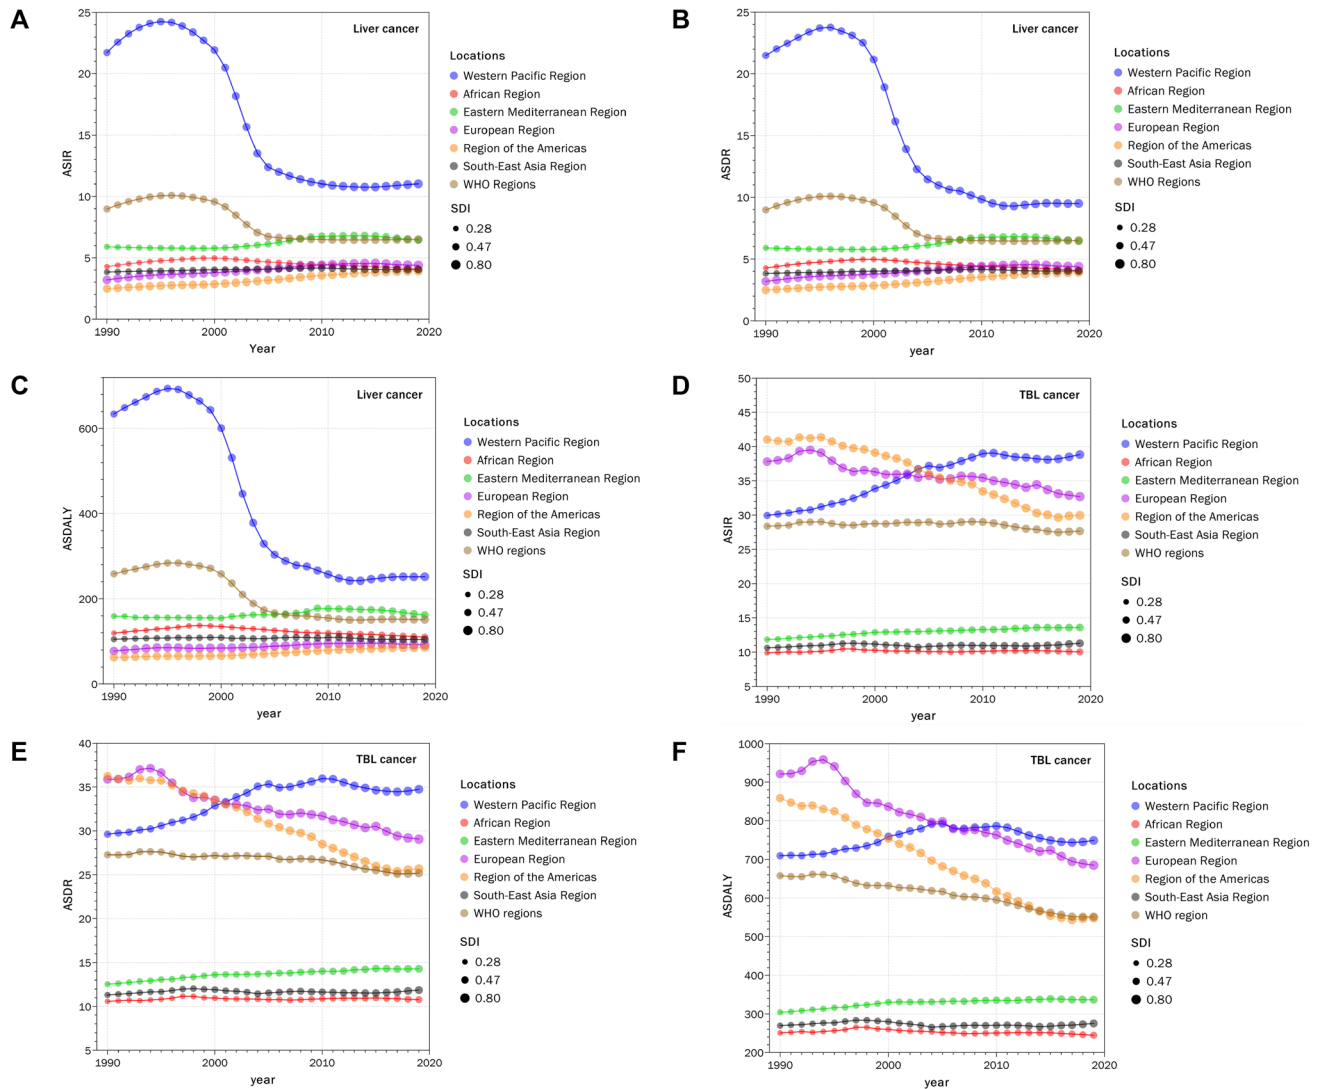 A
Liver cancer
25
20
15
10
5
0
ASIR
1990
2000
2010
2020
Year
Locations
Western Pacific Region
African Region
Eastern Mediterranean Region
European Region
Region of the Americas
South-East Asia Region
WHO Regions
SDI
0.28
0.47
0.80
B
Liver cancer
25
20
15
10
5
0
ASDR
1990
2000
2010
2020
year
Locations
Western Pacific Region
African Region
Eastern Mediterranean Region
European Region
Region of the Americas
South-East Asia Region
WHO Regions
SDI
0.28
0.47
0.80
C
Liver cancer
600
400
200
0
ASDALY
1990
2000
2010
2020
year
Locations
Western Pacific Region
African Region
Eastern Mediterranean Region
European Region
Region of the Americas
South-East Asia Region
WHO regions
SDI
0.28
0.47
0.80
D
TBL cancer
50
45
40
35
30
25
20
15
10
5
ASIR
1990
2000
2010
2020
year
Locations
Western Pacific Region
African Region
Eastern Mediterranean Region
European Region
Region of the Americas
South-East Asia Region
WHO regions
SDI
0.28
0.47
0.80
E
TBL cancer
40
35
30
25
20
15
10
5
ASDR
1990
2000
2010
2020
year
Locations
Western Pacific Region
African Region
Eastern Mediterranean Region
European Region
Region of the Americas
South-East Asia Region
WHO regions
SDI
0.28
0.47
0.80
F
TBL cancer
1000
900
800
700
600
500
400
300
200
ASDALY
1990
2000
2010
2020
year
Locations
Western Pacific Region
African Region
Eastern Mediterranean Region
European Region
Region of the Americas
South-East Asia Region
WHO region
SDI
0.28
0.47
0.80